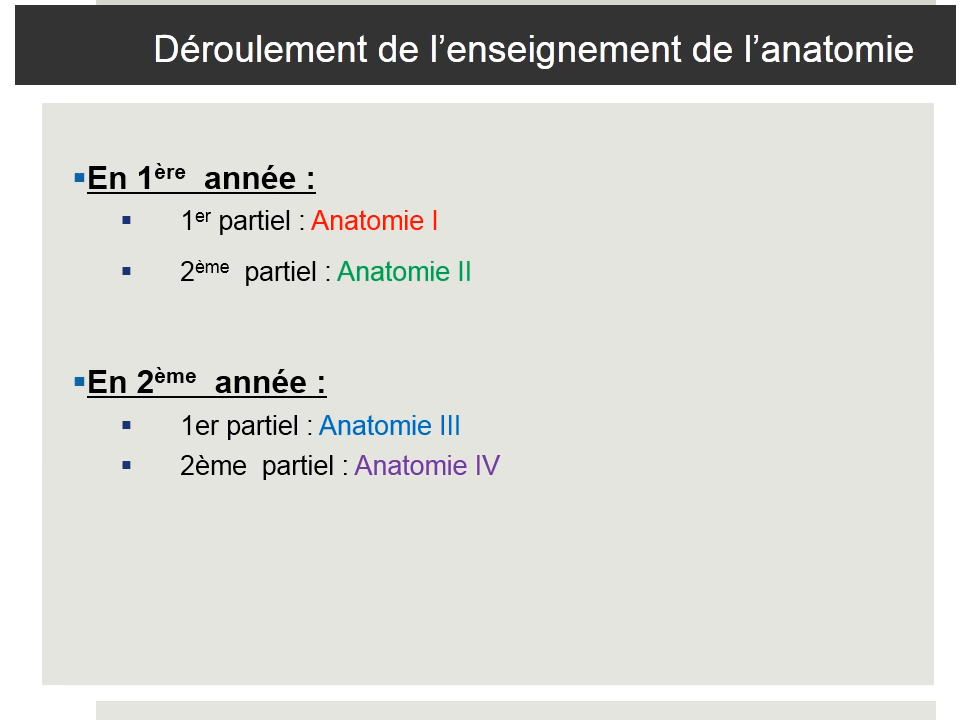 Déroulement de l’enseignement de l’anatomie
▪En 1ère année :
▪ 1er partiel : Anatomie I
▪ 2ème partiel : Anatomie II
▪En 2ème année :
▪ 1er partiel : Anatomie III
▪ 2ème partiel : Anatomie IV